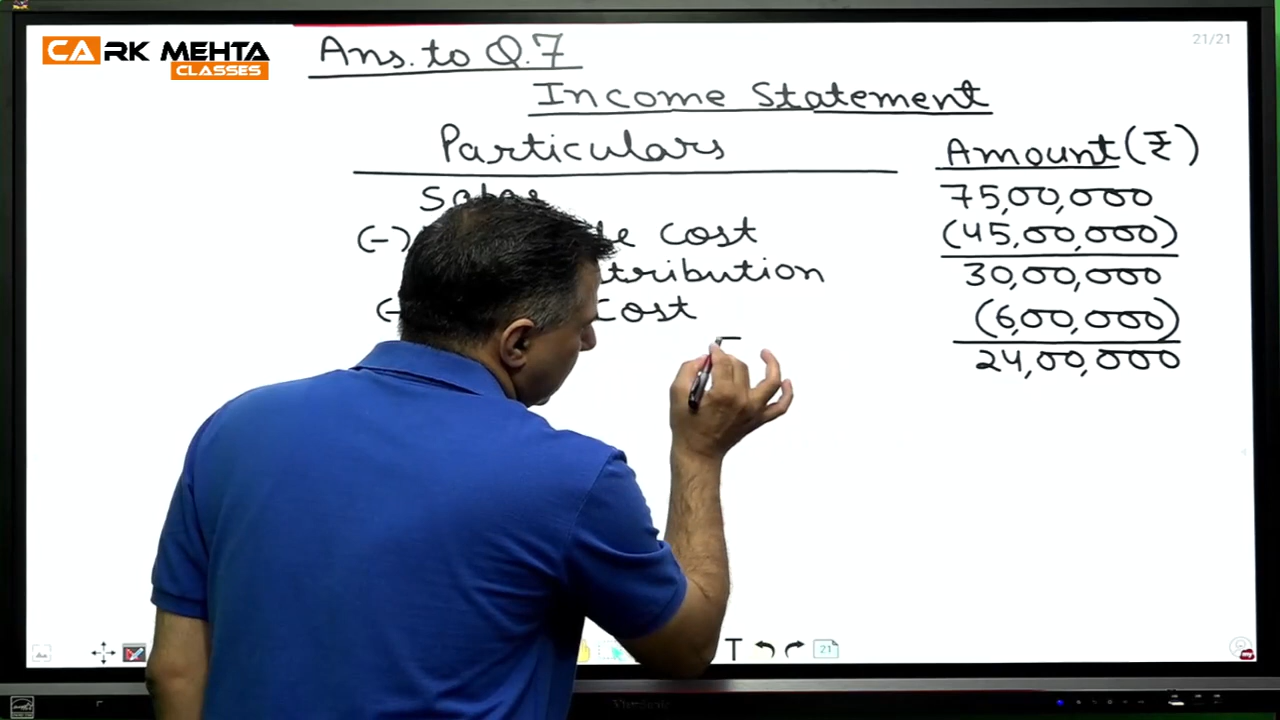 CA RK MEHTA
CLASSES
21/21
Ans. to Q.7
Income Statement
Particulars Amount (₹)
75,00,000
(-) cost (45,00,000)
30,00,000
cost (6,00,000)
24,00,000
T
21